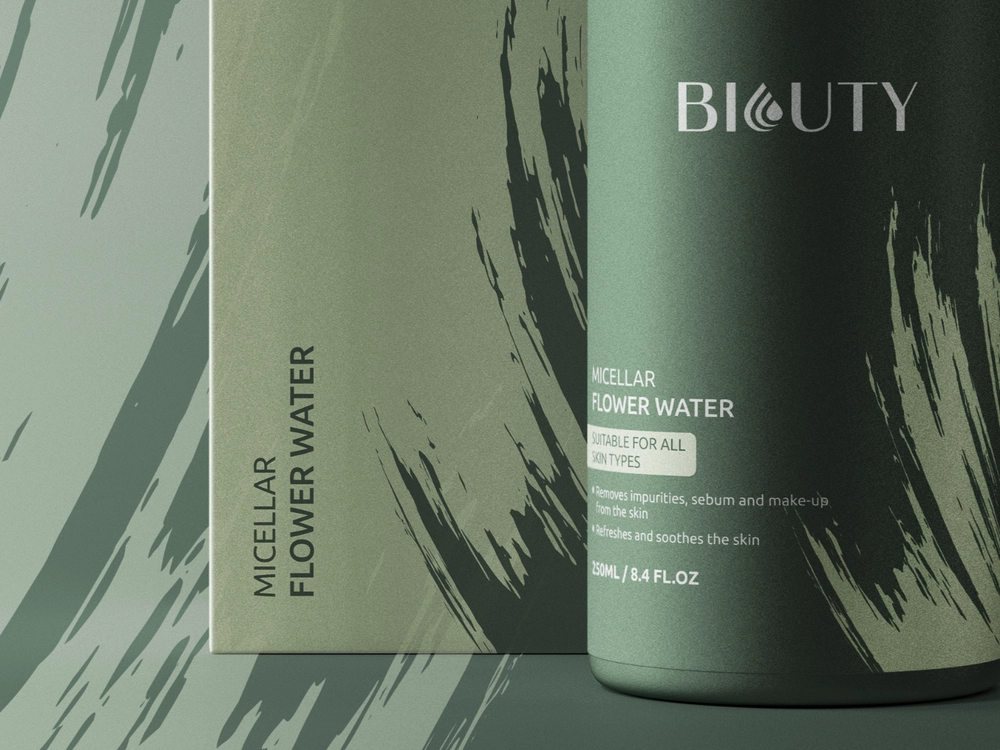 MICELLAR
FLOWER WATER
BIOUTY
MICELLAR
FLOWER WATER
SUITABLE FOR ALL
SKIN TYPES
• Removes impurities, sebum and make-up
from the skin
• Refreshes and soothes the skin
250ML / 8.4 FL.OZ